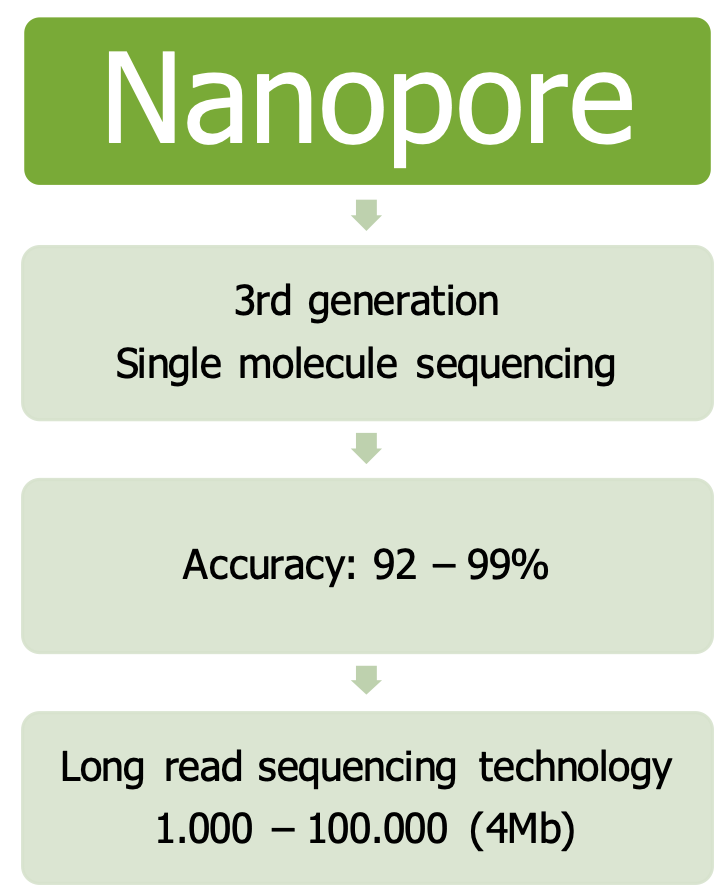 Nanopore
3rd generation
Single molecule sequencing
Accuracy: 92 – 99%
Long read sequencing technology
1.000 – 100.000 (4Mb)